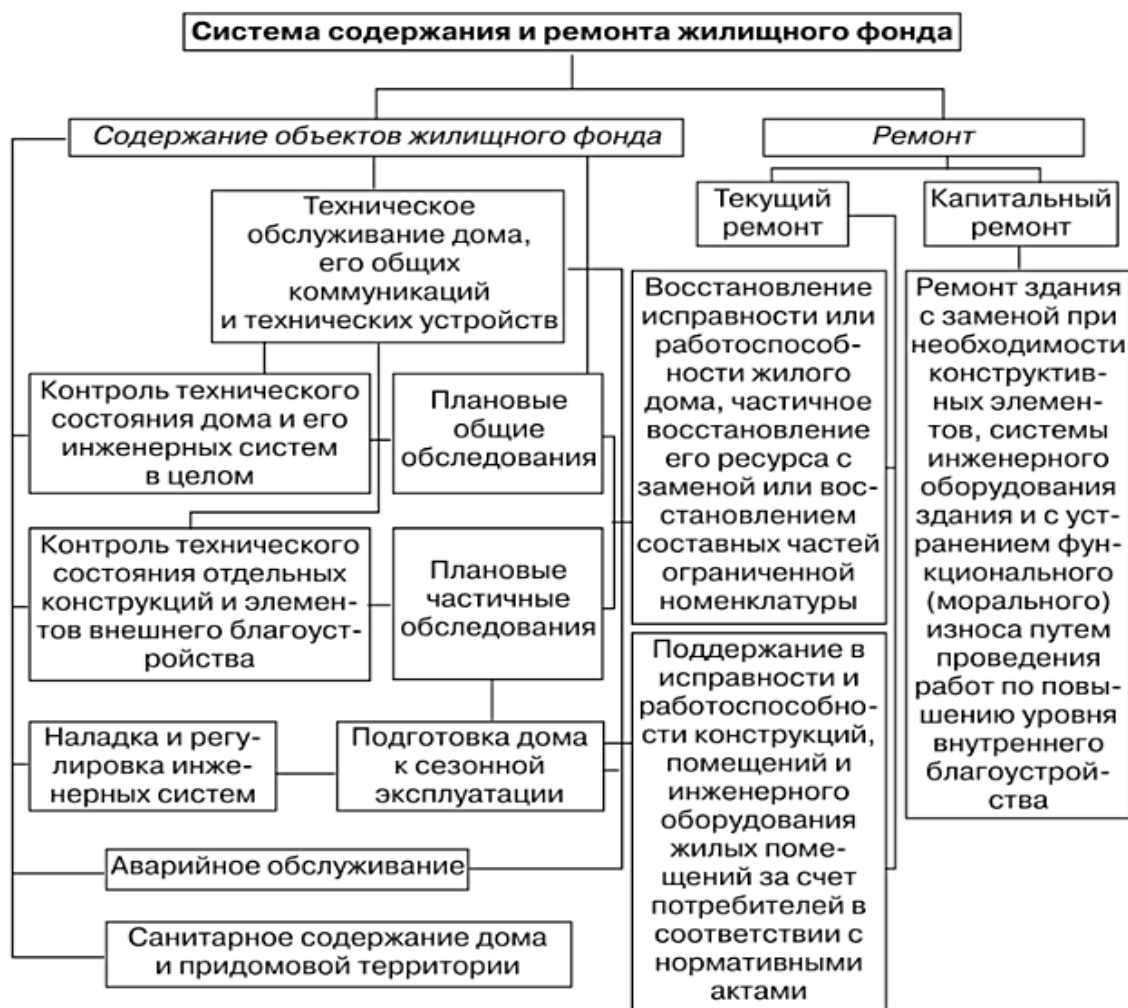 Система содержания и ремонта жилищного фонда
Содержание объектов жилищного фонда
Ремонт
Техническое
обслуживание дома,
его общих
коммуникаций
и технических устройств
Текущий
ремонт
Капитальный
ремонт
Контроль технического
состояния дома и его
инженерных систем
в целом
Плановые
общие
обследования
Восстановление
исправности или
работоспособ-
ности жилого
дома, частичное
восстановление
его ресурса с
заменой или вос-
становлением
составных частей
ограниченной
номенклатуры
Ремонт здания
с заменой при
необходимости
конструктив-
ных элемен-
тов, системы
инженерного
оборудования
здания и с уст-
ранением фун-
кционального
(морального)
износа путем
проведения
работ по повы-
шению уровня
внутреннего
благоустрой-
ства
Контроль технического
состояния отдельных
конструкций и элемен-
тов внешнего благоуст-
ройства
Плановые
частичные
обследования
Поддержание в
исправности и
работоспособно-
сти конструкций,
помещений и
инженерного
оборудования
жилых поме-
щений за счет
потребителей в
соответствии с
нормативными
актами
Наладка и регу-
лировка инже-
нерных систем
Подготовка дома
к сезонной
эксплуатации
Аварийное обслуживание
Санитарное содержание дома
и придомовой территории